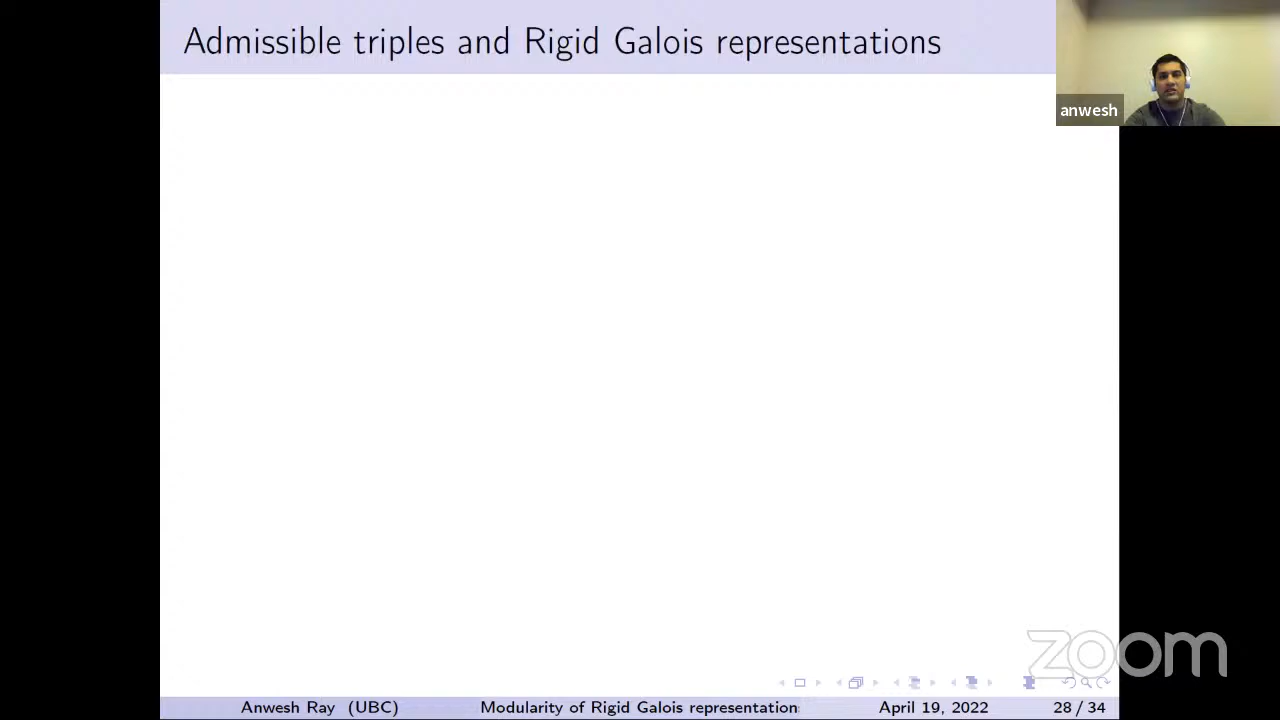 Admissible triples and Rigid Galois representations
anwesh
zoom
Anwesh Ray (UBC) Modularity of Rigid Galois representation April 19, 2022 28 / 34